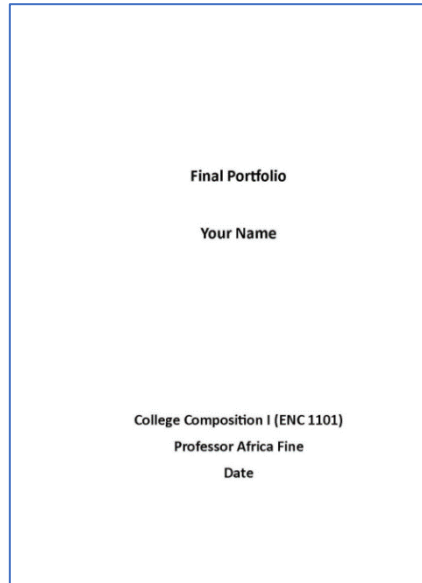 Final Portfolio
Your Name
College Composition I (ENC 1101)
Professor Africa Fine
Date